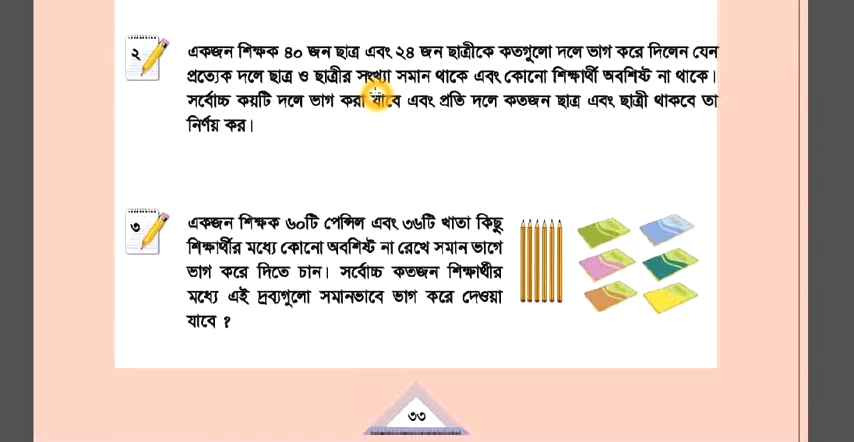 ২
একজন শিক্ষক ৪০ জন ছাত্র এবং ২৪ জন ছাত্রীকে কতগুলো দলে ভাগ করে দিলেন যেন
প্রত্যেক দলে ছাত্র ও ছাত্রীর সংখ্যা সমান থাকে এবং কোনো শিক্ষার্থী অবশিষ্ট না থাকে।
সর্বোচ্চ কয়টি দলে ভাগ করা যাবে এবং প্রতি দলে কতজন ছাত্র এবং ছাত্রী থাকবে তা
নির্ণয় কর।
৩
একজন শিক্ষক ৬০টি পেন্সিল এবং ৩৬টি খাতা কিছু
শিক্ষার্থীর মধ্যে কোনো অবশিষ্ট না রেখে সমান ভাগে
ভাগ করে দিতে চান। সর্বোচ্চ কতজন শিক্ষার্থীর
মধ্যে এই দ্রব্যগুলো সমানভাবে ভাগ করে দেওয়া
যাবে ?
৩৩